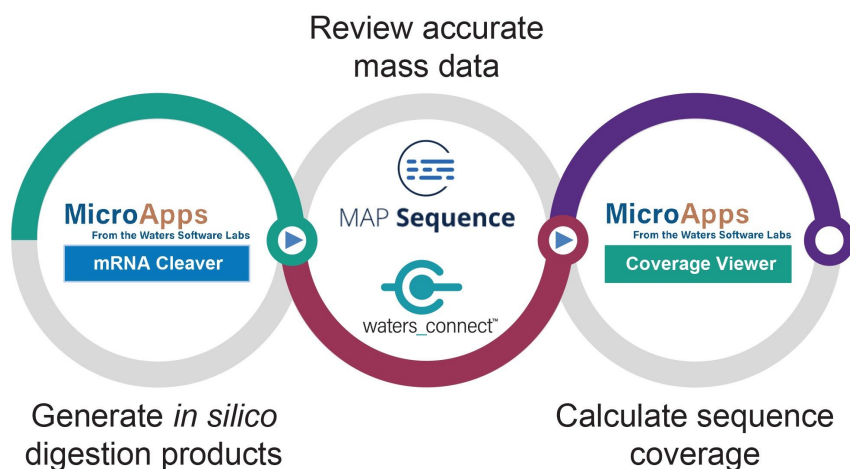 Review accurate
mass data
MicroApps
From the Waters Software Labs
mRNA Cleaver
MAP Sequence
waters_connect™
MicroApps
From the Waters Software Labs
Coverage Viewer
Generate in silico
digestion products
Calculate sequence
coverage